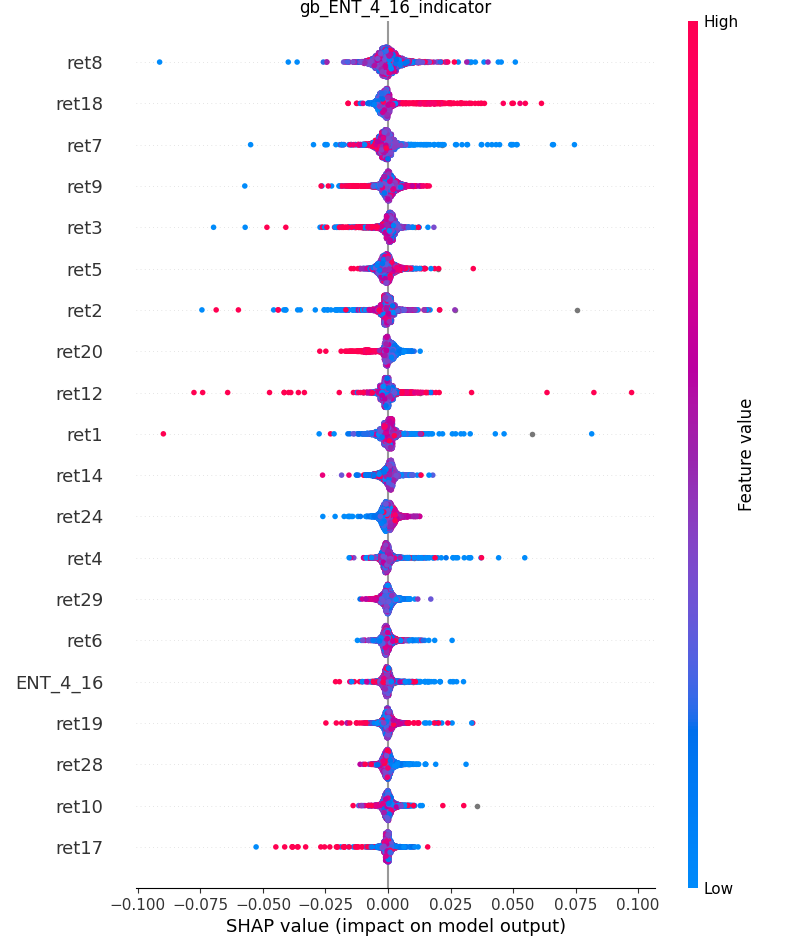 gb_ENT_4_16_indicator
High
ret8
ret18
ret7
ret9
ret3
ret5
ret2
ret20
ret12
ret1
ret14
ret24
ret4
ret29
ret6
ENT_4_16
ret19
ret28
ret10
ret17
Feature value
Low
−0.100 −0.075 −0.050 −0.025 0.000 0.025 0.050 0.075 0.100
SHAP value (impact on model output)